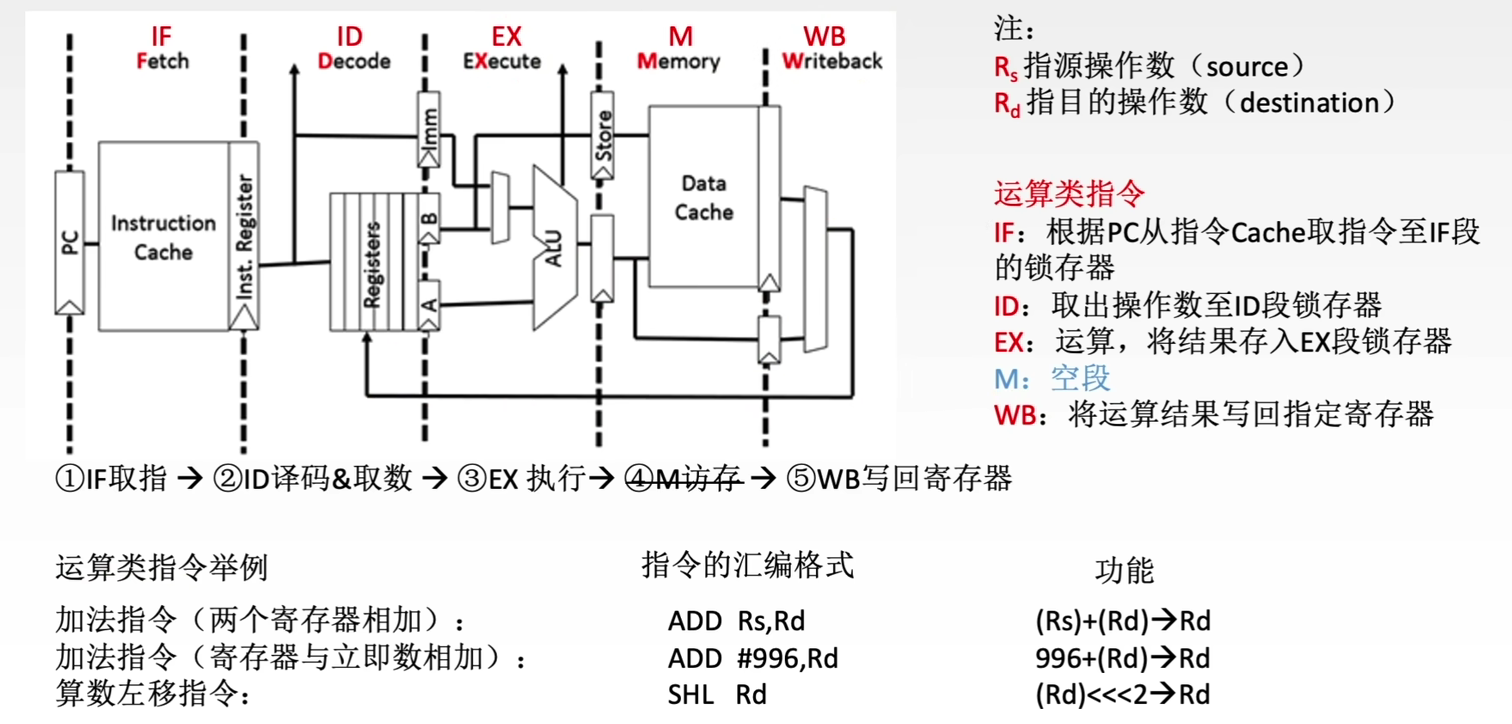 IF
ID
EX
M
WB
Fetch
Decode
EXecute
Memory
Writeback
PC
Instruction
Cache
Inst. Register
Registers
Imm
B
A
ALU
Store
Data
Cache
注：
Rs 指源操作数（source）
Rd 指目的操作数（destination）
运算类指令
IF：根据PC从指令Cache取指令至IF段
的锁存器
ID：取出操作数至ID段锁存器
EX：运算，将结果存入EX段锁存器
M：空段
WB：将运算结果写回指定寄存器
①IF取指 → ②ID译码&取数 → ③EX 执行→ ④M访存 → ⑤WB写回寄存器
运算类指令举例 指令的汇编格式 功能
加法指令（两个寄存器相加）： ADD Rs,Rd (Rs)+(Rd)→Rd
加法指令（寄存器与立即数相加）： ADD #996,Rd 996+(Rd)→Rd
算数左移指令： SHL Rd (Rd)<<<2→Rd